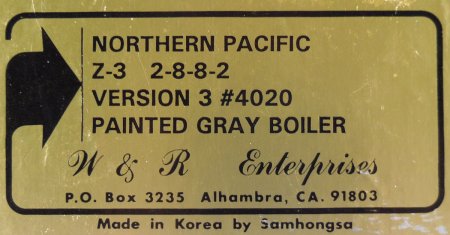 NORTHERN PACIFIC
Z-3 2-8-8-2
VERSION 3 #4020
PAINTED GRAY BOILER
W & R Enterprises
P.O. Box 3235 Alhambra, CA. 91803
Made in Korea by Samhongsa